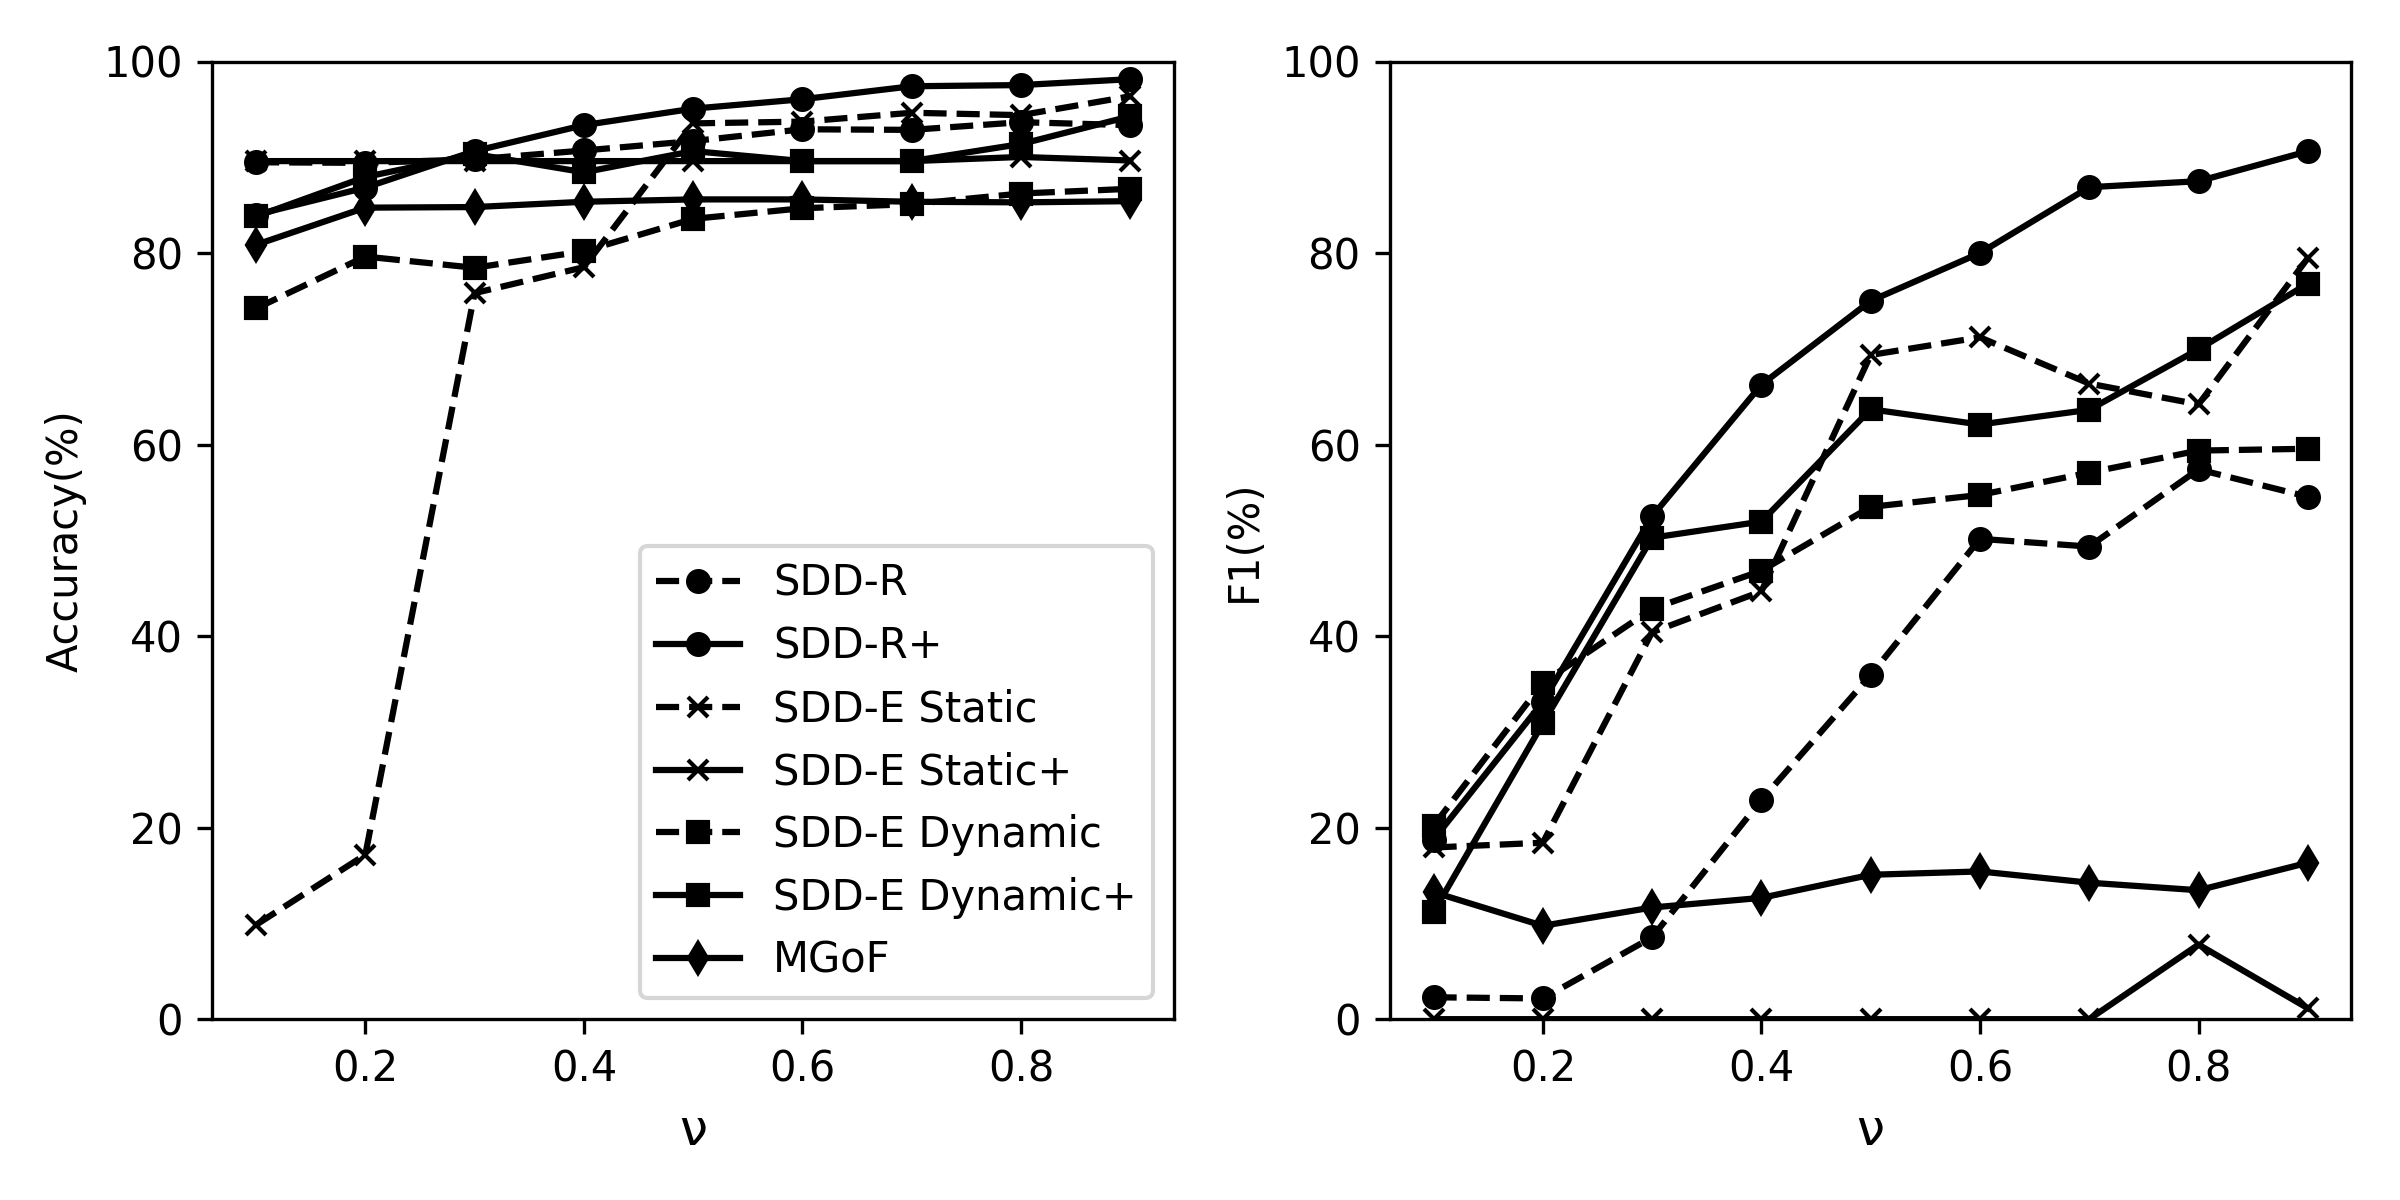 100
80
60
40
20
0
Accuracy(%)
0.2 0.4 0.6 0.8
ν
SDD-R
SDD-R+
SDD-E Static
SDD-E Static+
SDD-E Dynamic
SDD-E Dynamic+
MGoF
100
80
60
40
20
0
F1(%)
0.2 0.4 0.6 0.8
ν